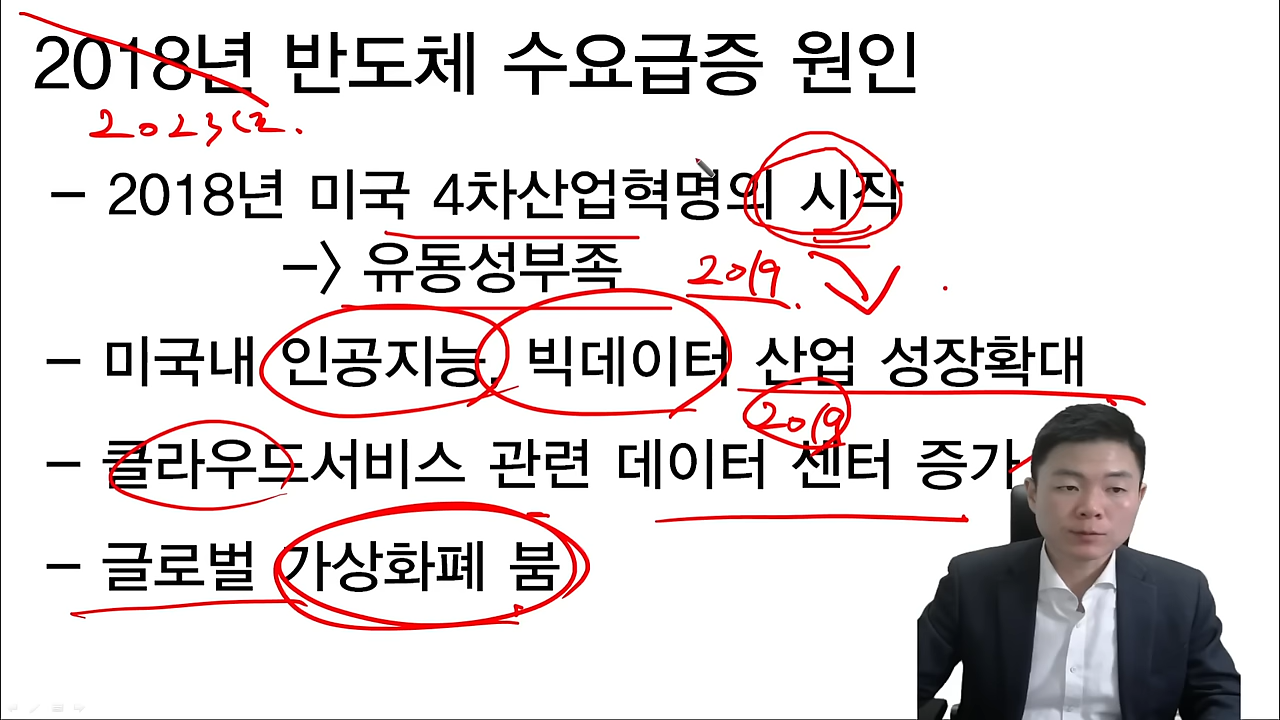 2018년 반도체 수요급증 원인
2023년.
- 2018년 미국 4차산업혁명의 시작
-> 유동성부족 2019
- 미국내 인공지능, 빅데이터 산업 성장확대
2019
- 클라우드서비스 관련 데이터 센터 증가
- 글로벌 가상화폐 붐